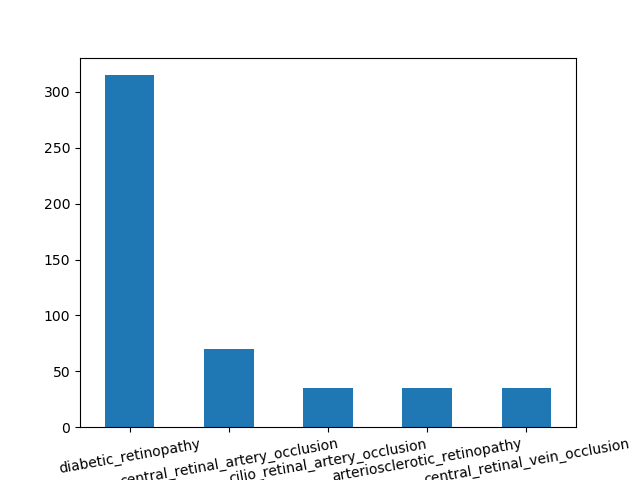 300
250
200
150
100
50
0
diabetic_retinopathy
central_retinal_artery_occlusion
cilio_retinal_artery_occlusion
arteriosclerotic_retinopathy
central_retinal_vein_occlusion